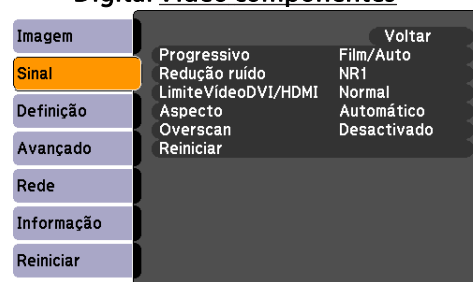 Digital Vídeo componentes
Imagem
Voltar
Progressivo Film/Auto
Sinal
Redução ruído NR1
LimiteVídeoDVI/HDMI Normal
Definição
Aspecto Automático
Overscan Desactivado
Avançado
Reiniciar
Rede
Informação
Reiniciar